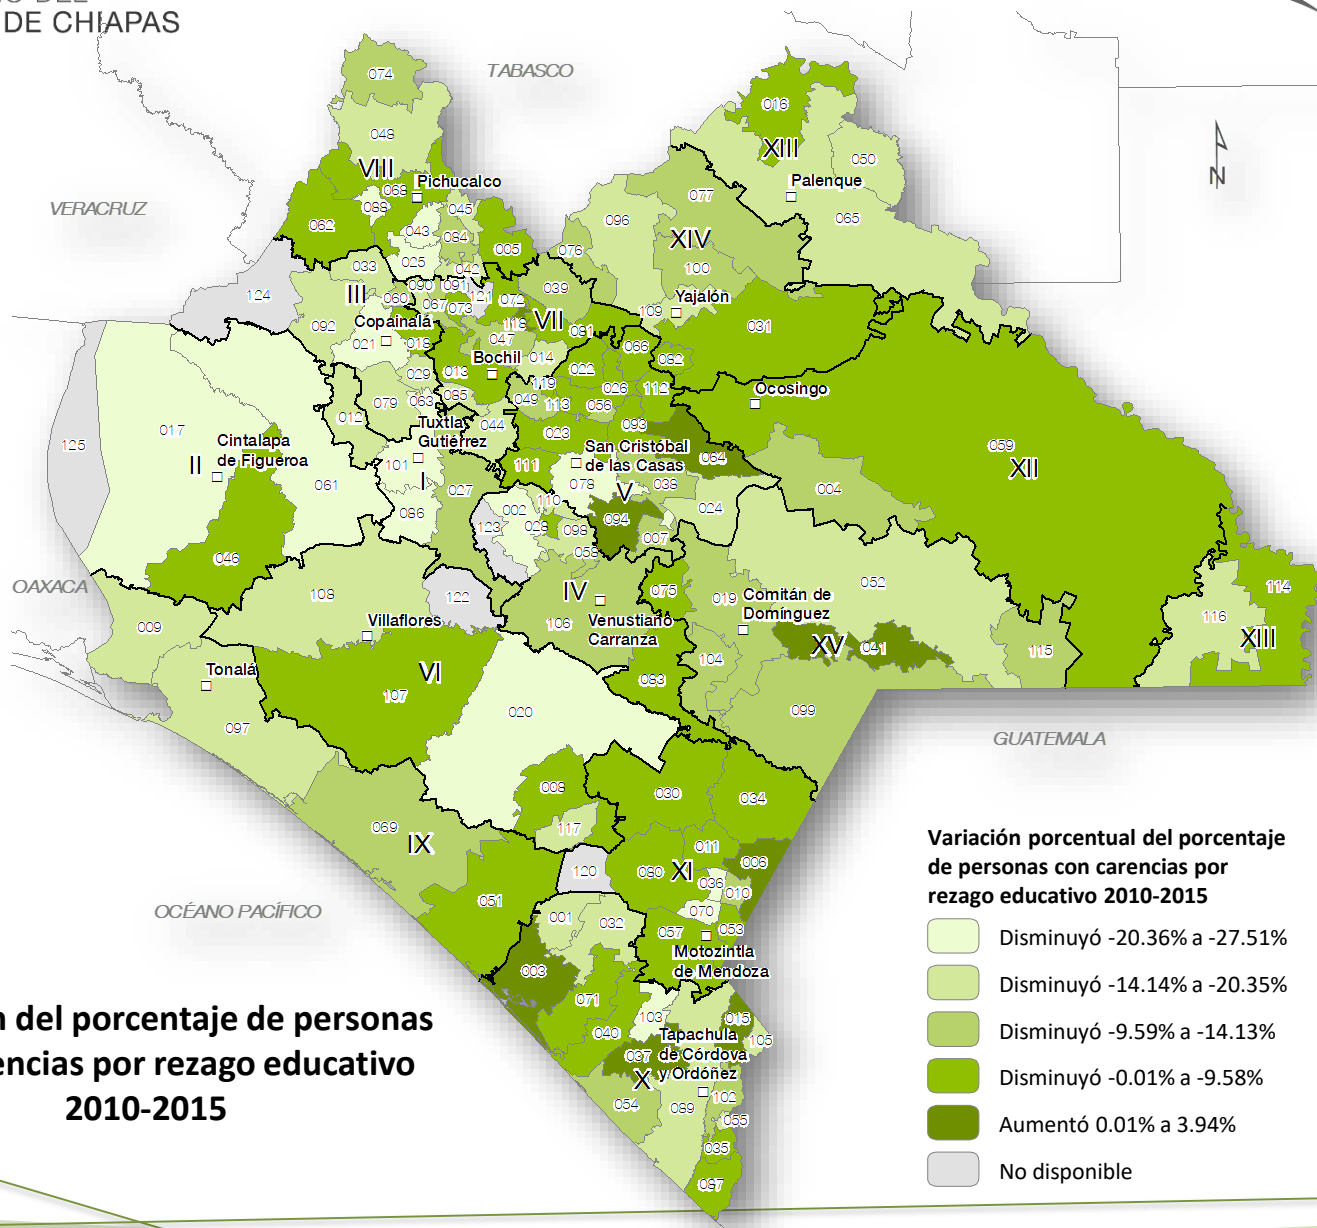 DE CHIAPAS
TABASCO
VERACRUZ
OAXACA
OCÉANO PACÍFICO
GUATEMALA
N
074
048
VIII
068
Pichucalco
088
045
062
043
084
005
025
042
033
124
III
060
090
091
121
067
073
072
039
VII
081
118
092
Copainalá
021
018
047
014
Bochil
013
029
085
063
079
012
Tuxtla
Gutiérrez
044
049
119
113
022
026
056
066
082
112
016
XIII
050
Palenque
065
077
096
XIV
076
100
109
Yajalón
031
Ocosingo
059
XII
017
125
Cintalapa
de Figueroa
II
061
046
101
I
086
027
023
111
093
San Cristóbal
de las Casas
064
078
V
038
004
024
002
123
110
028
098
058
094
007
108
Villaflores
122
IV
106
Venustiano
Carranza
075
019
Comitán de
Domínguez
052
XV
041
115
116
114
XIII
009
Tonalá
097
VI
107
020
083
104
099
008
117
030
034
069
IX
051
120
080
XI
011
006
036
010
070
053
057
Motozintla
de Mendoza
001
032
003
071
040
103
015
105
037
X
Tapachula
de Córdova
y Ordóñez
054
089
102
055
035
087
del porcentaje de personas
encias por rezago educativo
2010-2015
Variación porcentual del porcentaje
de personas con carencias por
rezago educativo 2010-2015
Disminuyó -20.36% a -27.51%
Disminuyó -14.14% a -20.35%
Disminuyó -9.59% a -14.13%
Disminuyó -0.01% a -9.58%
Aumentó 0.01% a 3.94%
No disponible